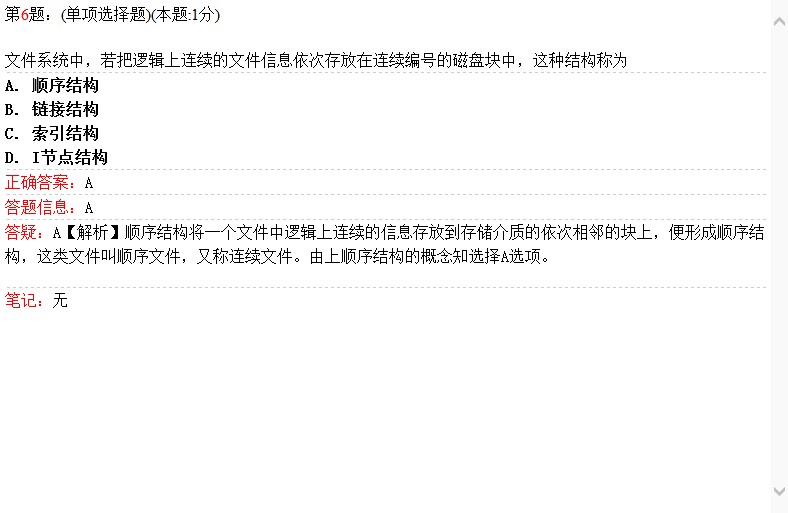 第6题: (单项选择题)(本题:1分)
文件系统中，若把逻辑上连续的文件信息依次存放在连续编号的磁盘块中，这种结构称为
A. 顺序结构
B. 链接结构
C. 索引结构
D. I节点结构
正确答案：A
答题信息：A
答疑：A【解析】顺序结构将一个文件中逻辑上连续的信息存放到存储介质的依次相邻的块上，便形成顺序结
构，这类文件叫顺序文件，又称连续文件。由上顺序结构的概念知选择A选项。
笔记：无